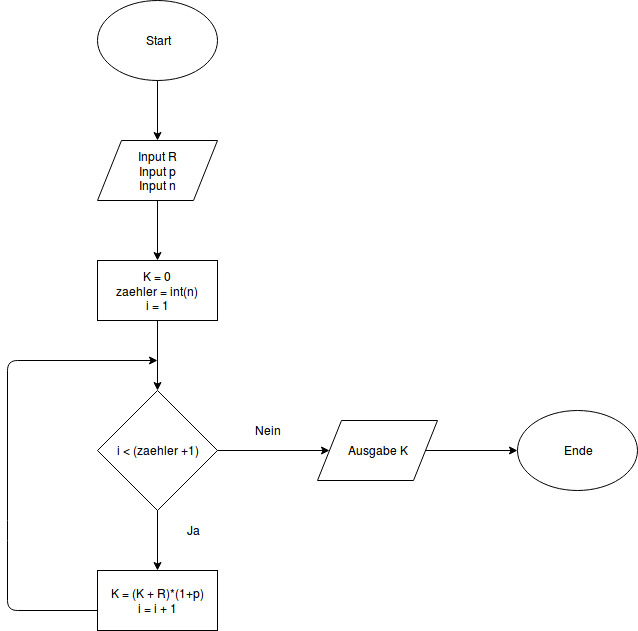 Start
Input R
Input p
Input n
K = 0
zaehler = int(n)
i = 1
i < (zaehler +1)
Nein
Ausgabe K
Ende
Ja
K = (K + R)*(1+p)
i = i + 1